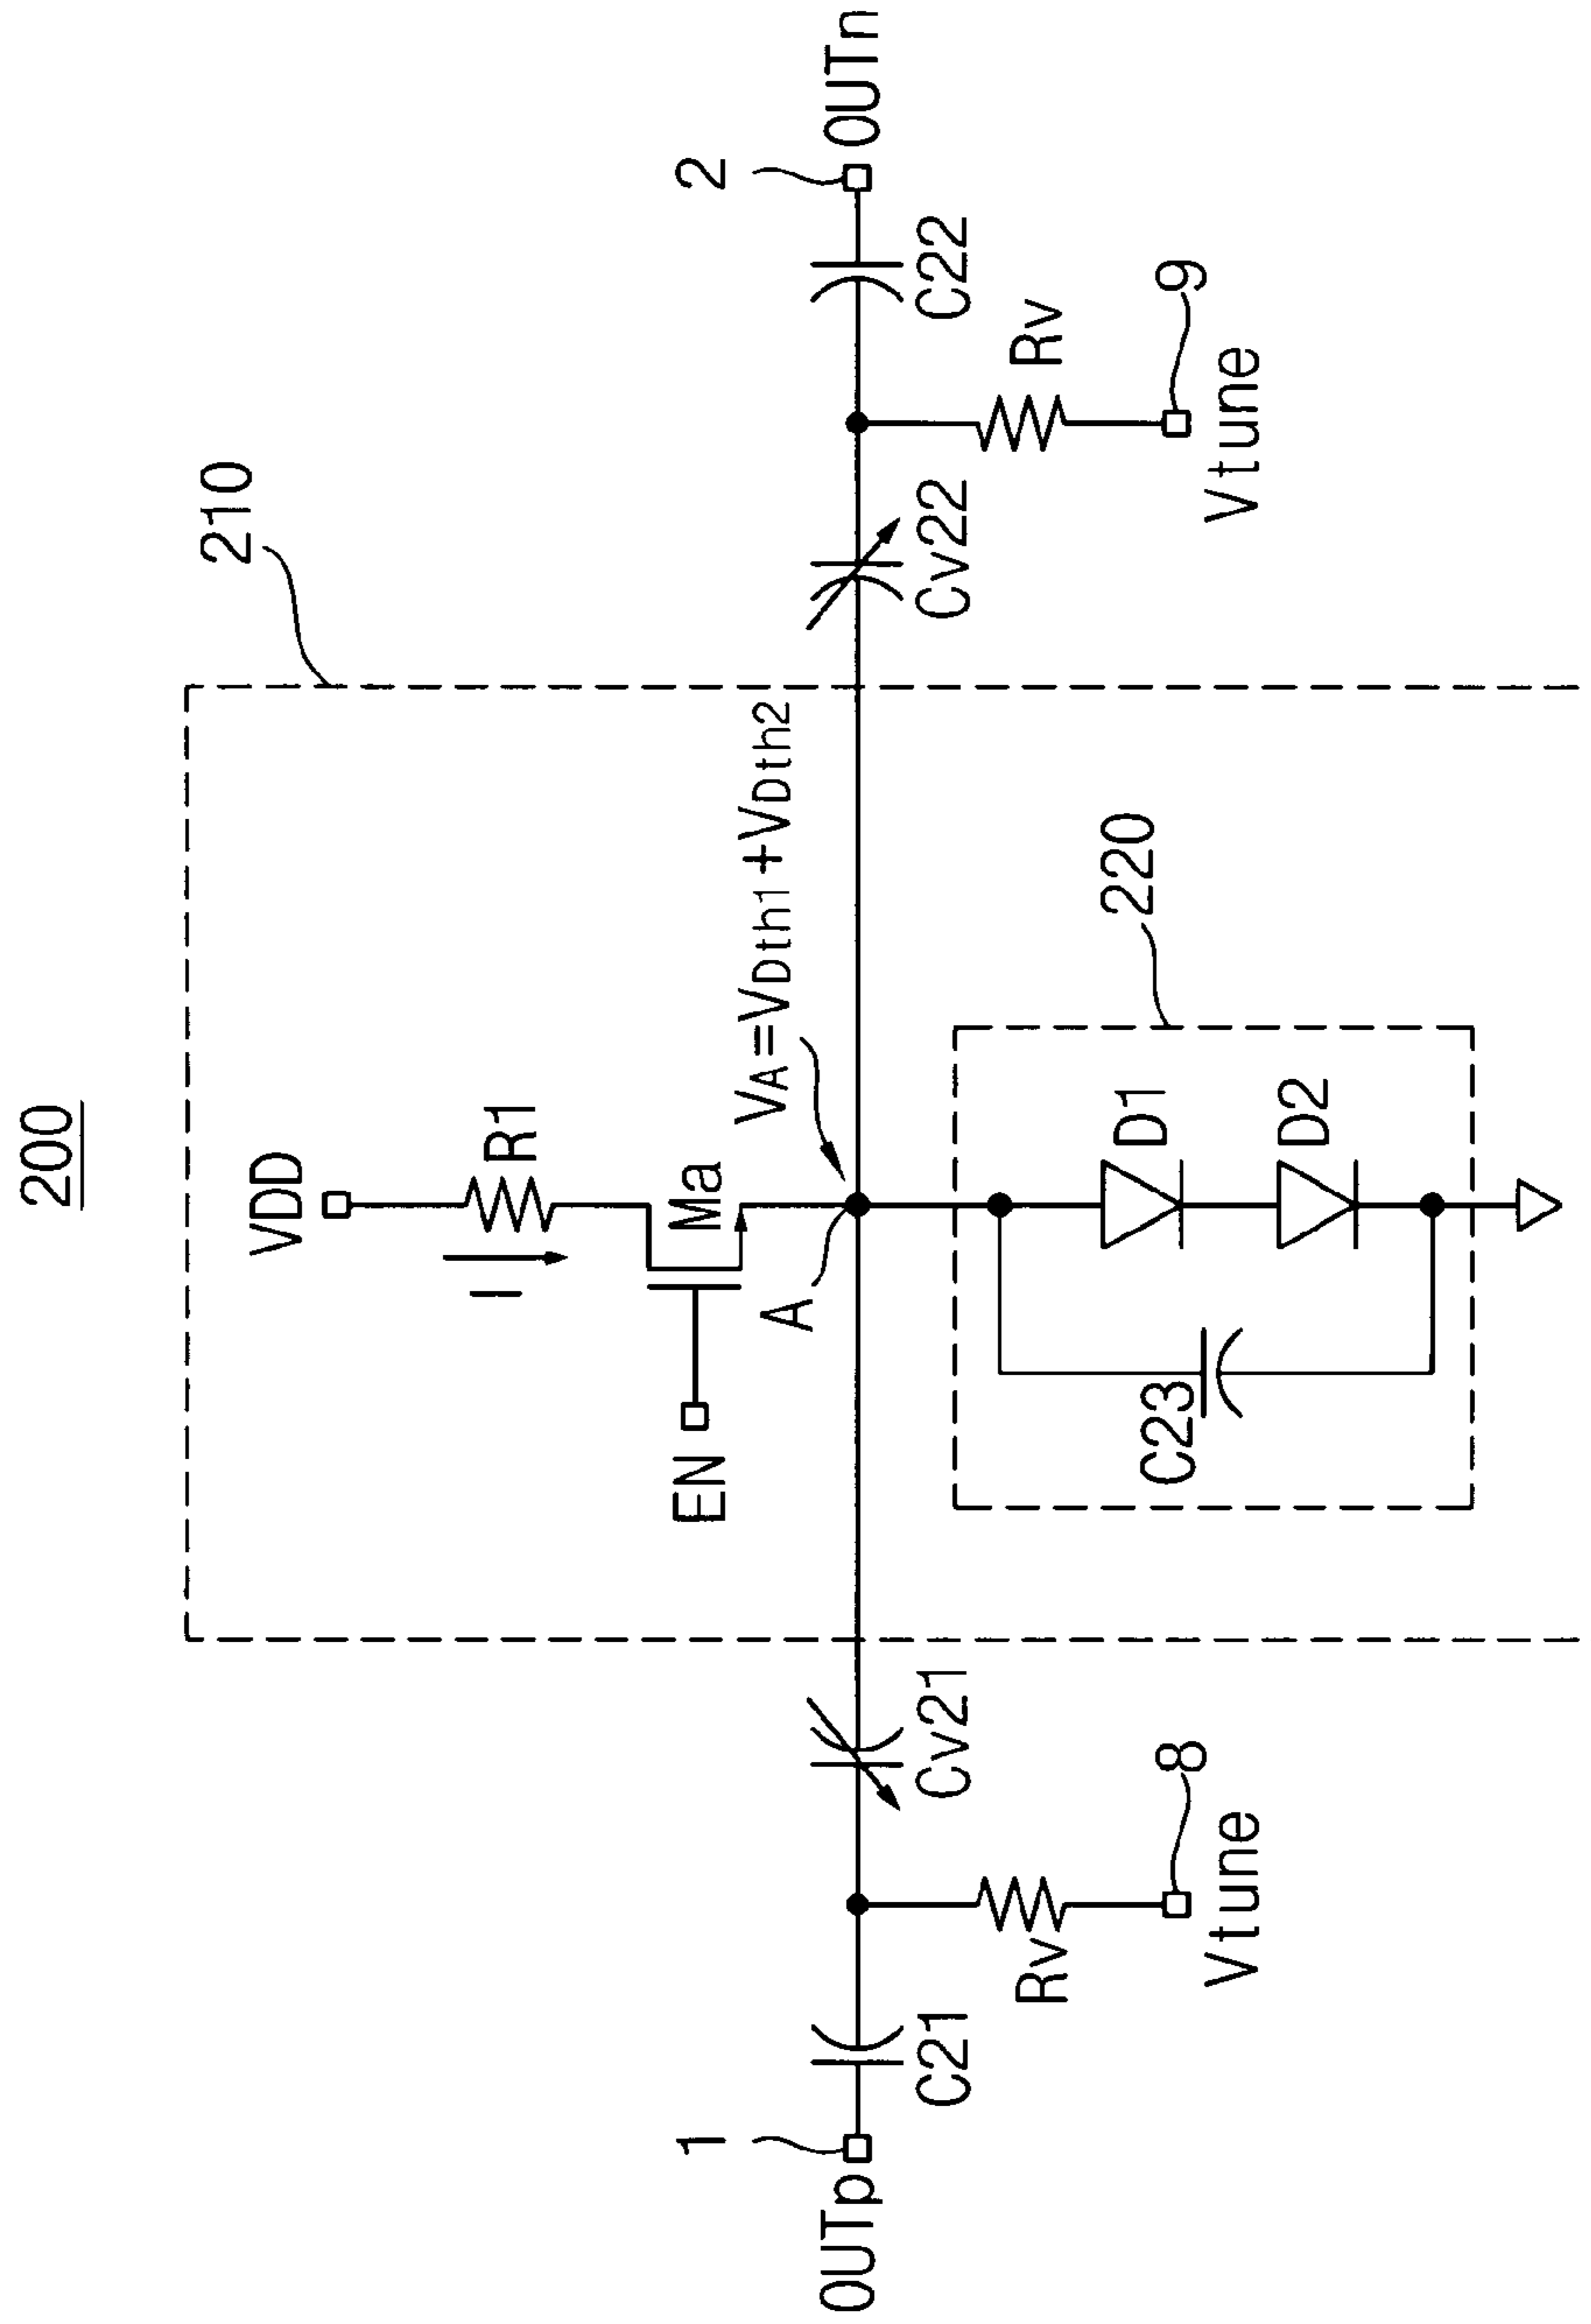 200
210
VDD
R1
I
Ma
EN
A
VA=VDth1+VDth2
1
OUTp
C21
Cv21
Cv22
C22
2
OUTn
Rv
8
Vtune
Rv
9
Vtune
220
C23
D1
D2